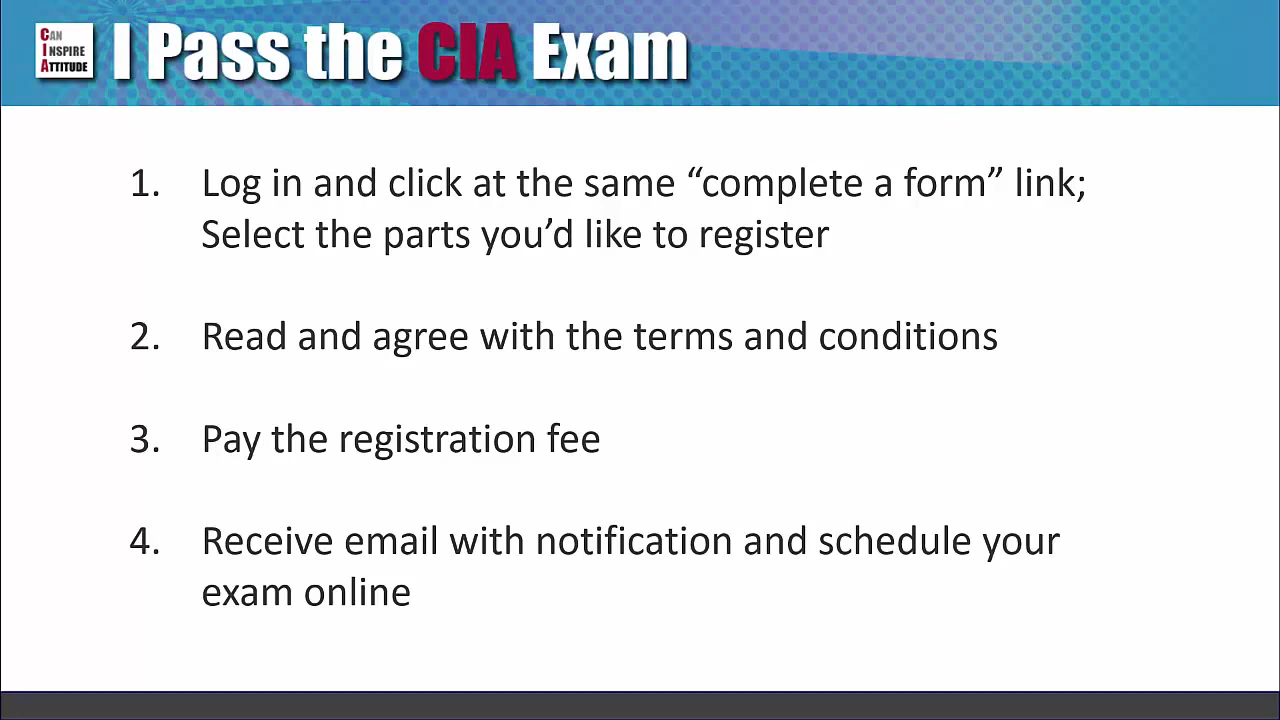 CAN
INSPIRE
ATTITUDE
I Pass the CIA Exam
1. Log in and click at the same “complete a form” link;
Select the parts you’d like to register
2. Read and agree with the terms and conditions
3. Pay the registration fee
4. Receive email with notification and schedule your
exam online